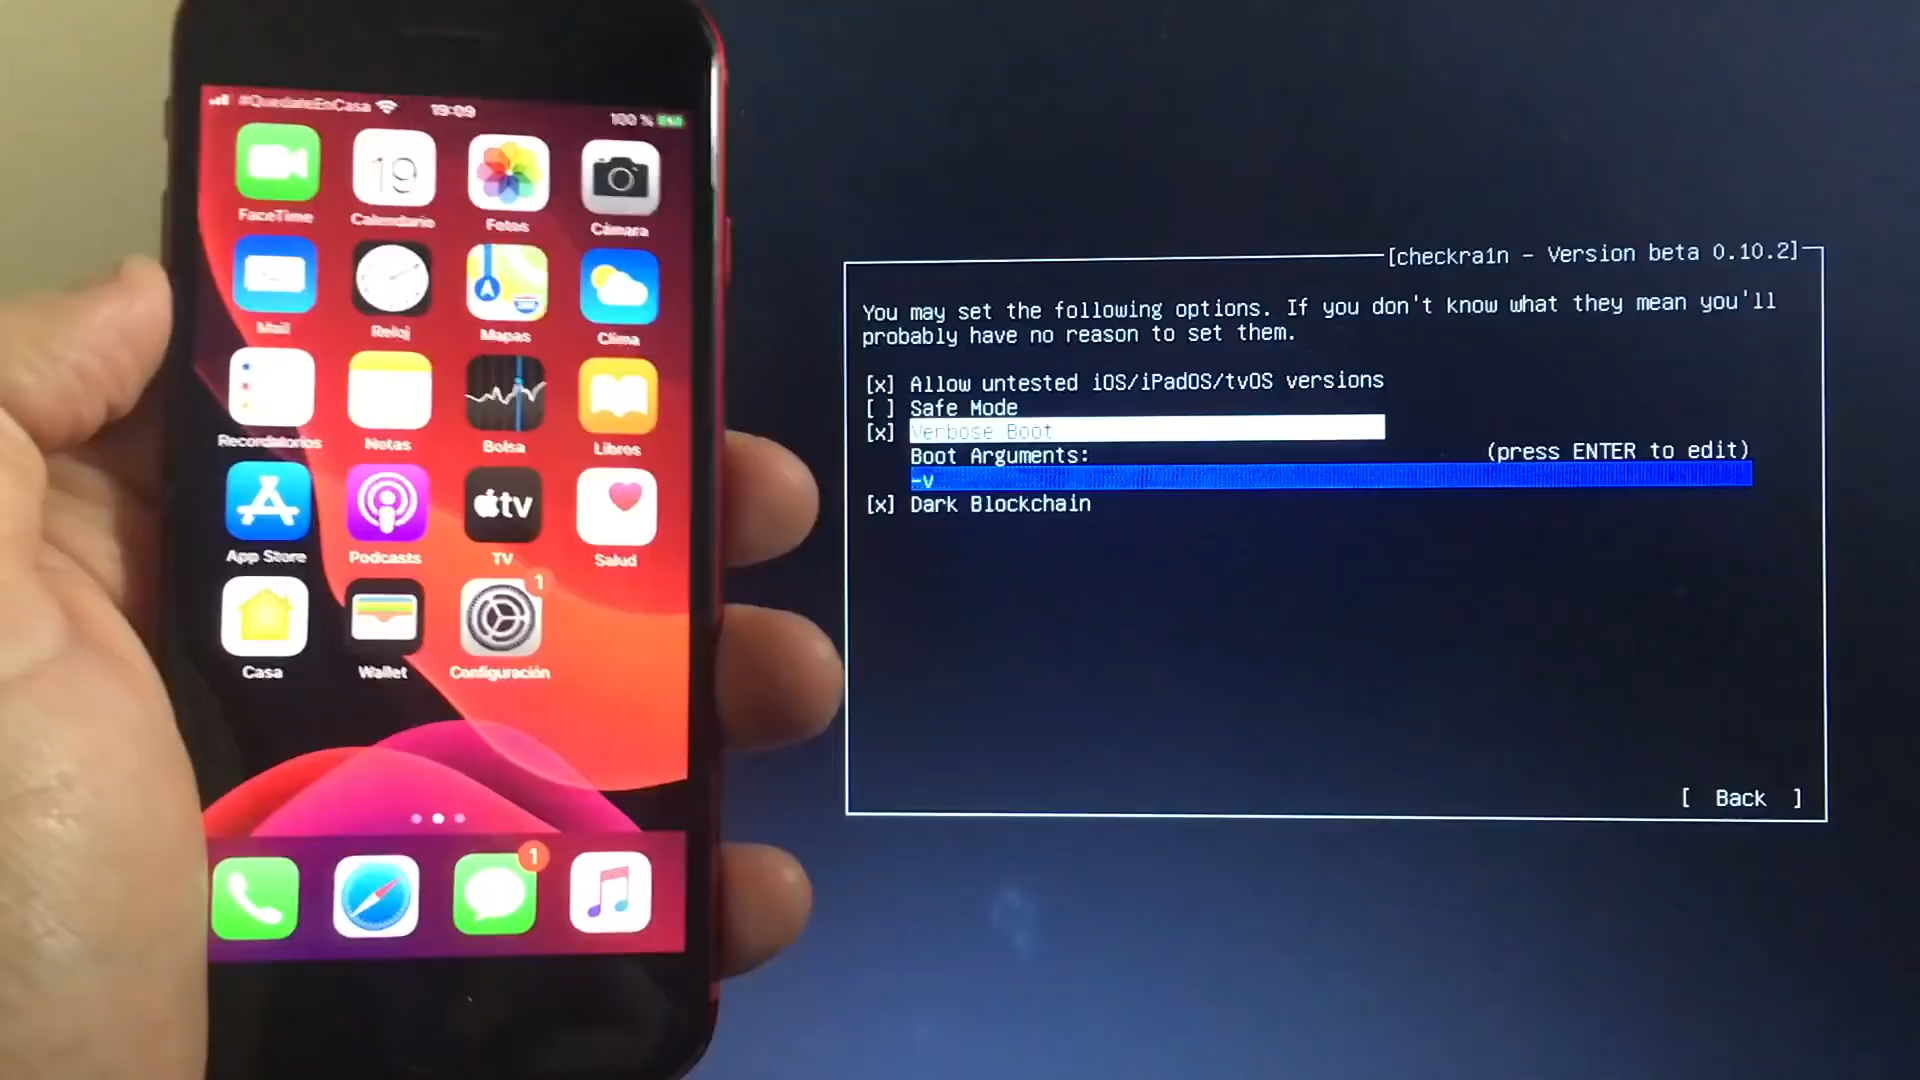 #QuedateEnCasa 19:09 100 %
FaceTime Calendario Fotos Cámara
19
Mail Reloj Mapas Clima
Recordatorios Notas Bolsa Libros
tv
App Store Podcasts TV Salud
1
Casa Wallet Configuración
1
[checkra1n - Version beta 0.10.2]
You may set the following options. If you don't know what they mean you'll
probably have no reason to set them.
[x] Allow untested iOS/iPadOS/tvOS versions
[ ] Safe Mode
[x] Verbose Boot
Boot Arguments: (press ENTER to edit)
-v
[x] Dark Blockchain
[ Back ]